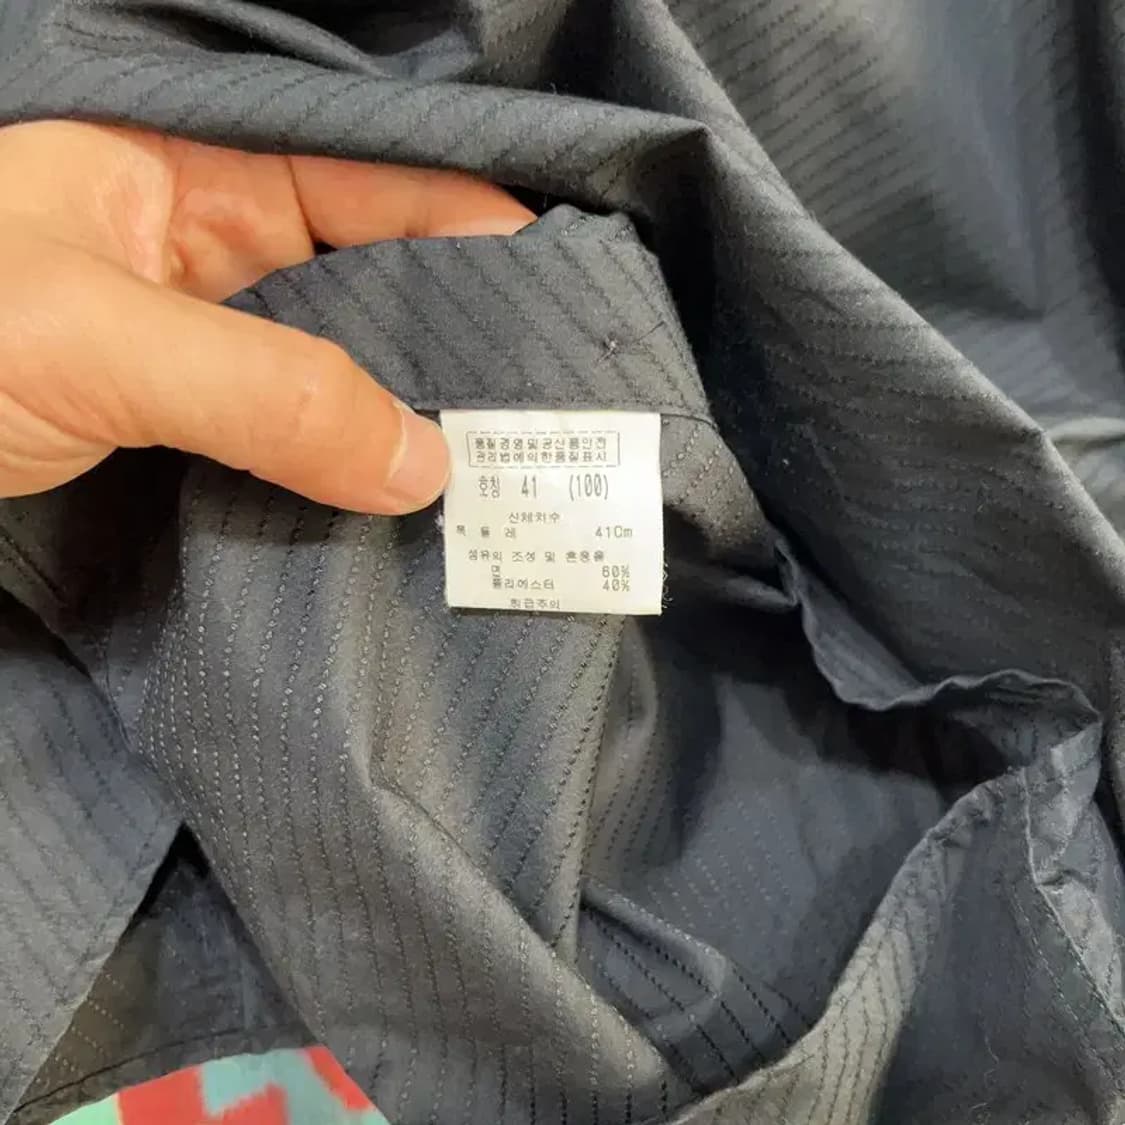 품질경영및공산품안전
관리법에의한품질표시
호칭 41 (100)
신체치수
목 둘 레 41Cm
섬유의 조성 및 혼용율
면 60%
폴리에스터 40%
취급주의